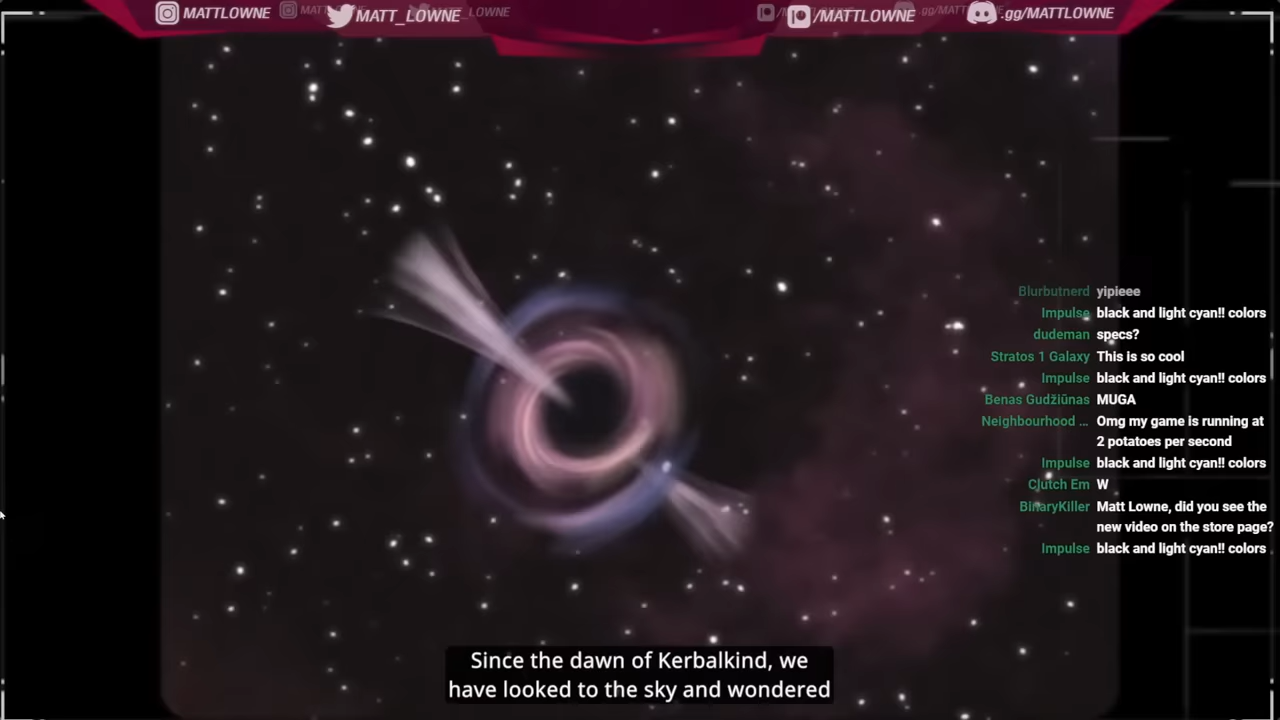 MATTLOWNE
MATT_LOWNE
/MATTLOWNE
.gg/MATTLOWNE
Blurbutnerd yipieee
Impulse black and light cyan!! colors
dudeman specs?
Stratos 1 Galaxy This is so cool
Impulse black and light cyan!! colors
Benas Gudžiūnas MUGA
Neighbourhood ... Omg my game is running at
2 potatoes per second
Impulse black and light cyan!! colors
Clutch Em W
BinaryKiller Matt Lowne, did you see the
new video on the store page?
Impulse black and light cyan!! colors
Since the dawn of Kerbalkind, we
have looked to the sky and wondered